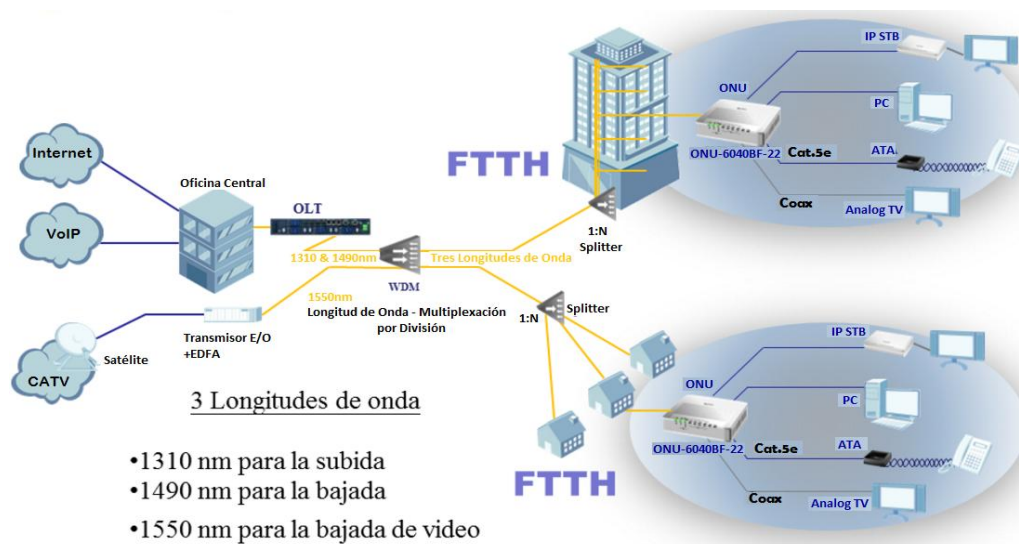 Internet
VoIP
CATV
Satélite
Oficina Central
OLT
1310 & 1490nm
WDM
Tres Longitudes de Onda
1550nm
Longitud de Onda - Multiplexación
por División
Transmisor E/O
+EDFA
FTTH
1:N
Splitter
ONU
ONU-6040BF-22
IP STB
PC
Cat.5e
ATA
Coax
Analog TV
1:N
Splitter
FTTH
ONU
ONU-6040BF-22
IP STB
PC
Cat.5e
ATA
Coax
Analog TV
3 Longitudes de onda
•1310 nm para la subida
•1490 nm para la bajada
•1550 nm para la bajada de video